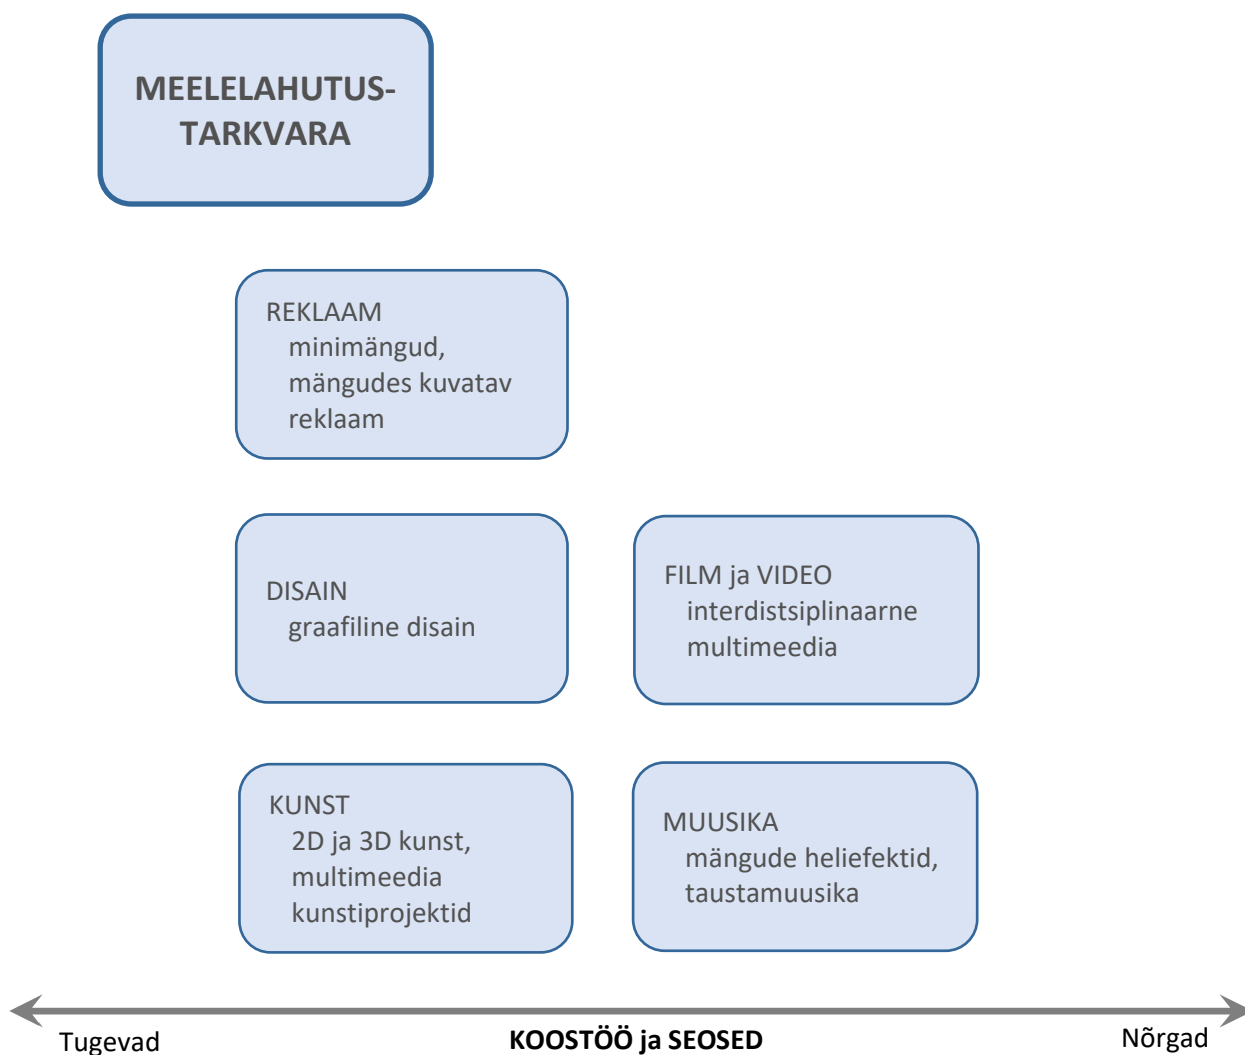 MEELELAHUTUS-
TARKVARA
REKLAAM
minimängud,
mängudes kuvatav
reklaam
DISAIN
graafiline disain
FILM ja VIDEO
interdistsiplinaarne
multimeedia
KUNST
2D ja 3D kunst,
multimeedia
kunstiprojektid
MUUSIKA
mängude heliefektid,
taustamuusika
Tugevad
KOOSTÖÖ ja SEOSED
Nõrgad